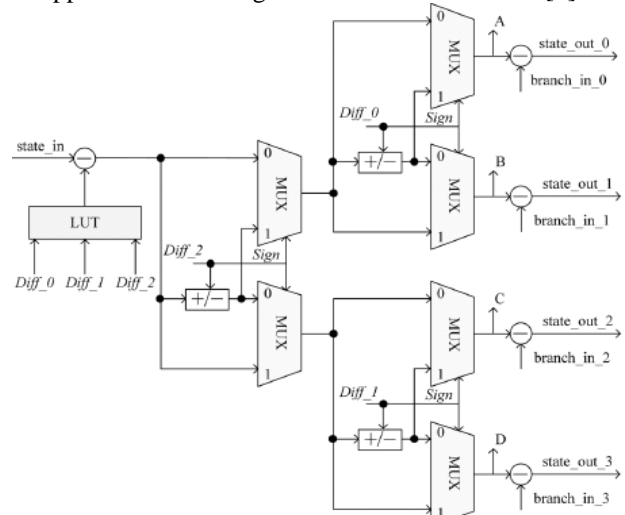 0
A
state_out_0
MUX
branch_in_0
1
Diff_0
Sign
state_in
0
+/−
0
B
state_out_1
MUX
MUX
LUT
1
Diff_2
Sign
1
branch_in_1
Diff_0 Diff_1 Diff_2
+/−
0
0
C
state_out_2
MUX
MUX
branch_in_2
1
1
Diff_1
Sign
+/−
0
D
state_out_3
MUX
1
branch_in_3